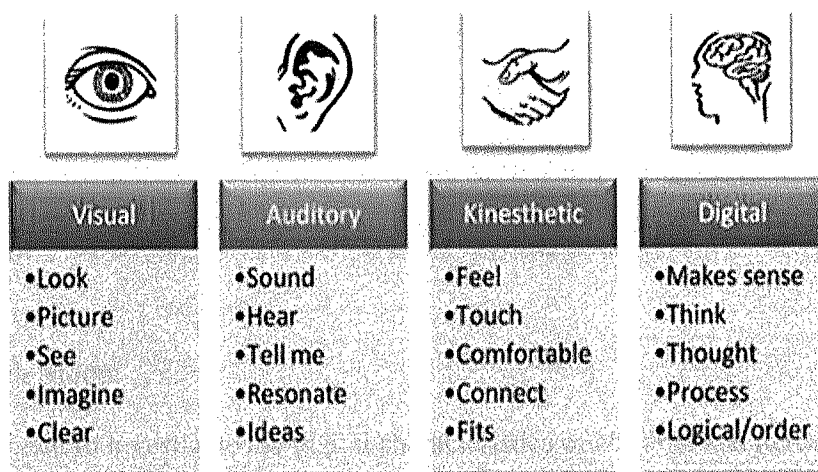 Visual
•Look
•Picture
•See
•Imagine
•Clear
Auditory
•Sound
•Hear
•Tell me
•Resonate
•Ideas
Kinesthetic
•Feel
•Touch
•Comfortable
•Connect
•Fits
Digital
•Makes sense
•Think
•Thought
•Process
•Logical/order